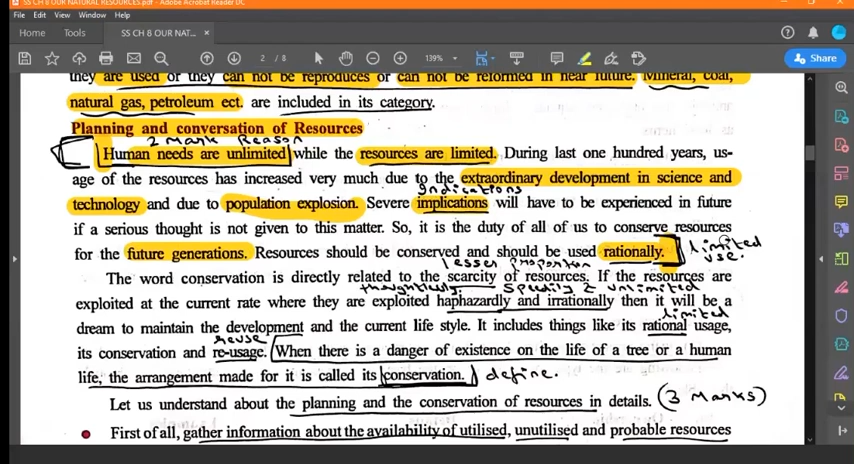 SS CH 8 OUR NATURAL RESOURCES.pdf - Adobe Acrobat Reader DC
File Edit View Window Help
Home Tools SS CH 8 OUR NAT... ×
2 / 8 139% Share
they are used or they can not be reproduces or can not be reformed in near future. Mineral, coal,
natural gas, petroleum ect. are included in its category.
Planning and conversation of Resources
2 Mark Reason
Human needs are unlimited while the resources are limited. During last one hundred years, us-
age of the resources has increased very much due to the extraordinary development in science and
indications
technology and due to population explosion. Severe implications will have to be experienced in future
if a serious thought is not given to this matter. So, it is the duty of all of us to conserve resources
for the future generations. Resources should be conserved and should be used rationally. limited
use.
lesser proportion
The word conservation is directly related to the scarcity of resources. If the resources are
thoughtlessly. speedily & unlimited
exploited at the current rate where they are exploited haphazardly and irrationally then it will be a
limited
dream to maintain the development and the current life style. It includes things like its rational usage,
reuse
its conservation and re-usage. When there is a danger of existence on the life of a tree or a human
life, the arrangement made for it is called its conservation. define.
Let us understand about the planning and the conservation of resources in details. (3 Marks)
First of all, gather information about the availability of utilised, unutilised and probable resources